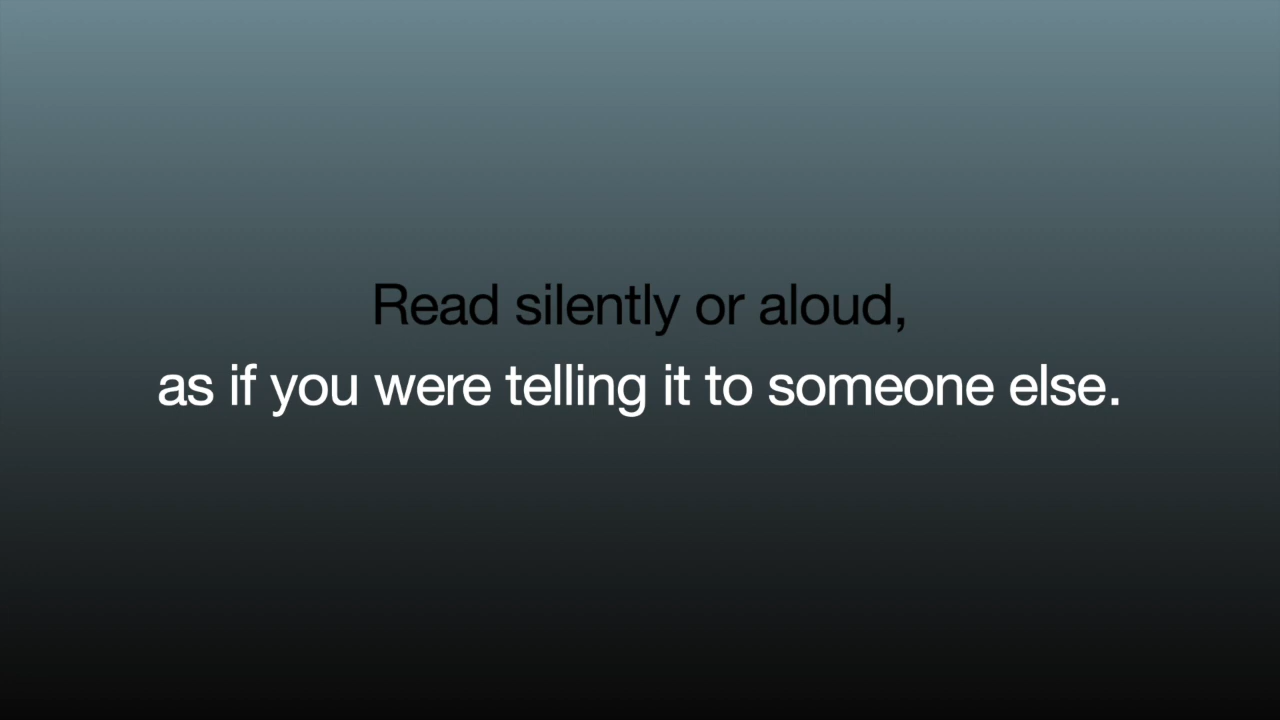 Read silently or aloud,
as if you were telling it to someone else.